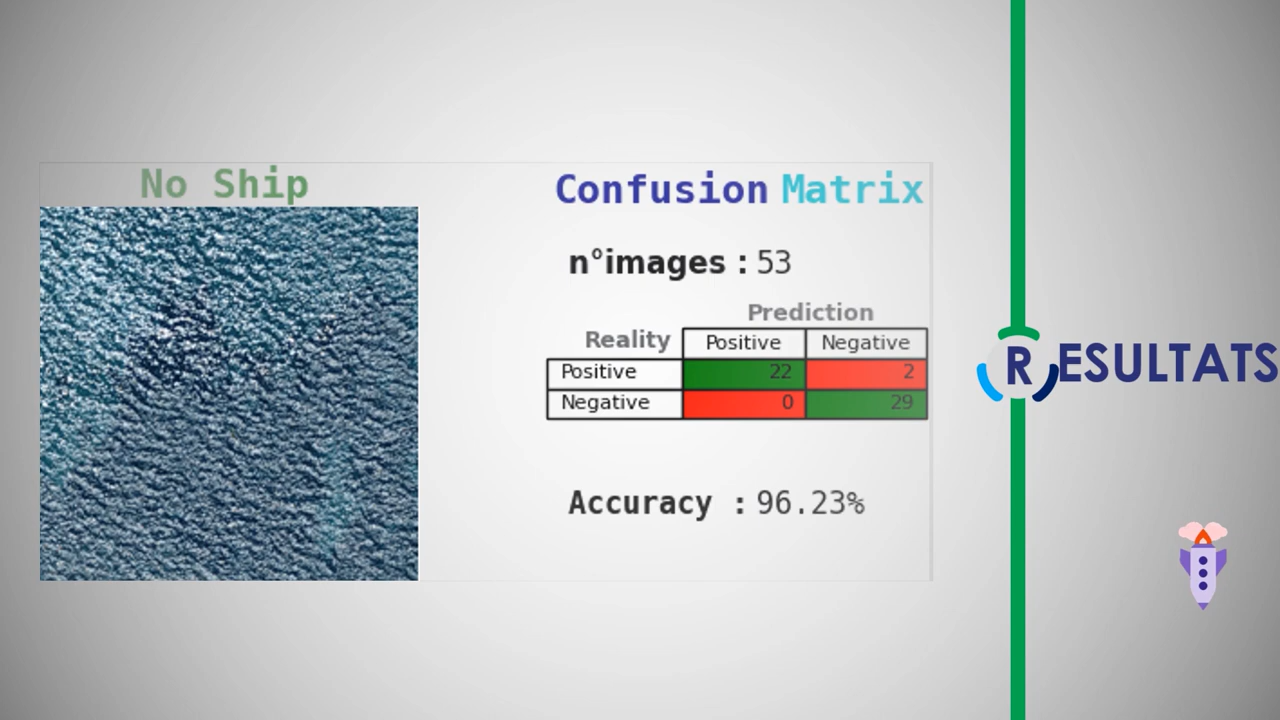 No Ship
Confusion Matrix
n°images : 53
Prediction
Reality Positive Negative
Positive 22 2
Negative 0 29
Accuracy : 96.23%
RESULTATS